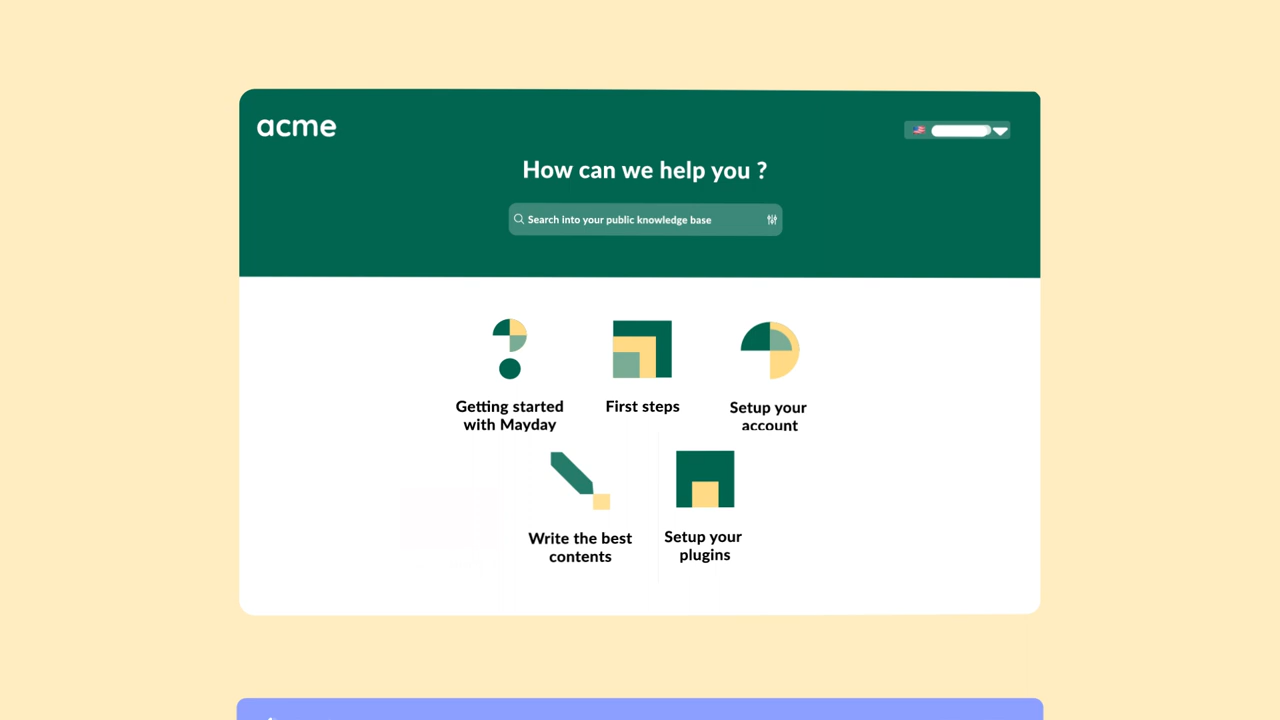 acme
How can we help you ?
Search into your public knowledge base
Getting started
with Mayday
First steps
Setup your
account
Write the best
contents
Setup your
plugins